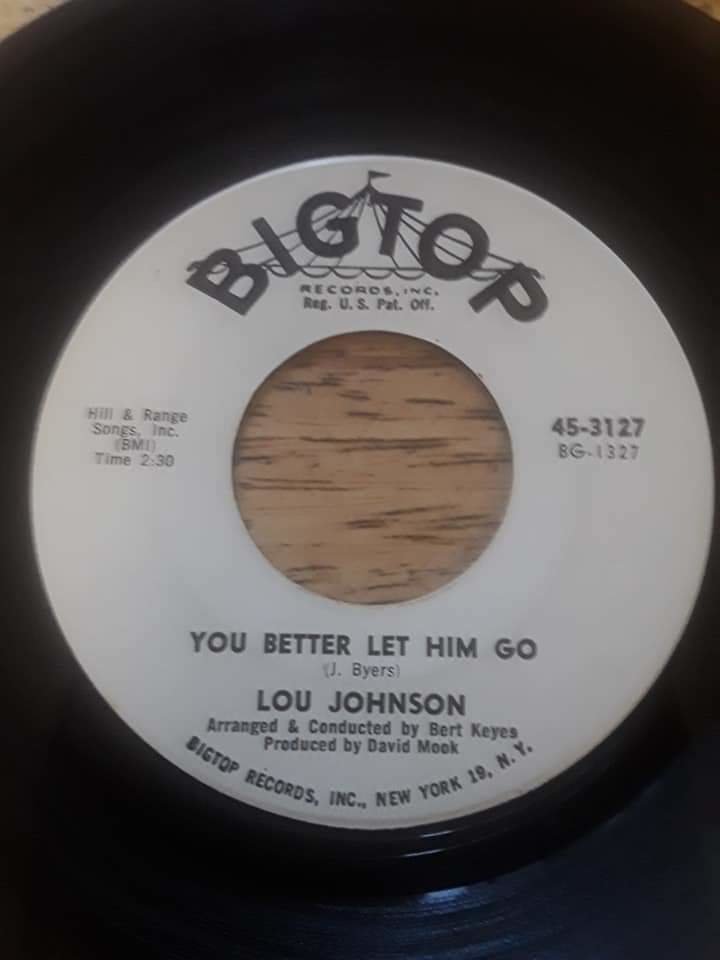 BIGTOP
RECORDS, INC.
Reg. U. S. Pat. Off.
Hill & Range
Songs, Inc.
(BMI)
Time 2:30
45-3127
BG-1327
YOU BETTER LET HIM GO
(J. Byers)
LOU JOHNSON
Arranged & Conducted by Bert Keyes
Produced by David Mook
BIGTOP RECORDS, INC., NEW YORK 19, N. Y.